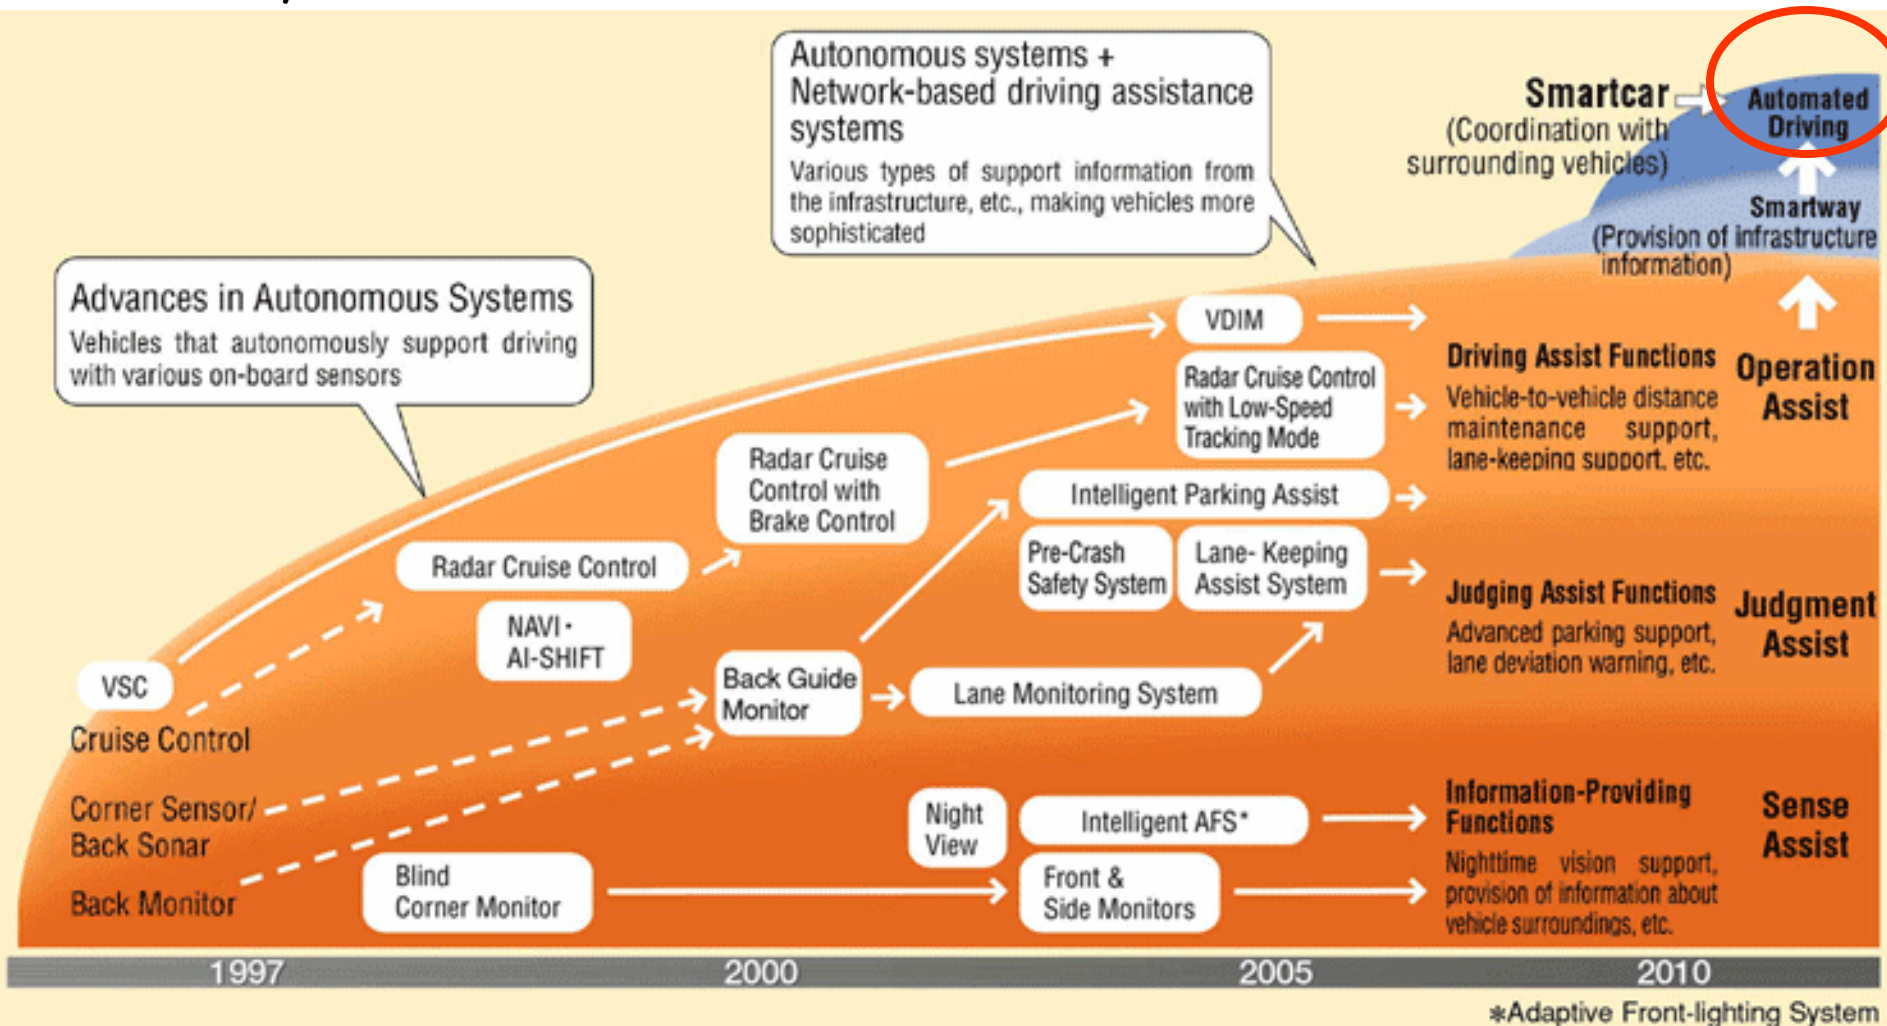 Autonomous systems +
Network-based driving assistance
systems
Various types of support information from
the infrastructure, etc., making vehicles more
sophisticated
Smartcar
(Coordination with
surrounding vehicles)
Automated
Driving
Smartway
(Provision of infrastructure
information)
Advances in Autonomous Systems
Vehicles that autonomously support driving
with various on-board sensors
VDIM
Radar Cruise Control
with Low-Speed
Tracking Mode
Driving Assist Functions
Vehicle-to-vehicle distance
maintenance support,
lane-keeping support, etc.
Operation
Assist
Radar Cruise
Control with
Brake Control
Intelligent Parking Assist
Radar Cruise Control
Pre-Crash
Safety System
Lane- Keeping
Assist System
NAVI·
AI-SHIFT
Judging Assist Functions
Advanced parking support,
lane deviation warning, etc.
Judgment
Assist
VSC
Back Guide
Monitor
Lane Monitoring System
Cruise Control
Corner Sensor/
Back Sonar
Back Monitor
Blind
Corner Monitor
Night
View
Intelligent AFS*
Front &
Side Monitors
Information-Providing
Functions
Nighttime vision support,
provision of information about
vehicle surroundings, etc.
Sense
Assist
1997
2000
2005
2010
*Adaptive Front-lighting System